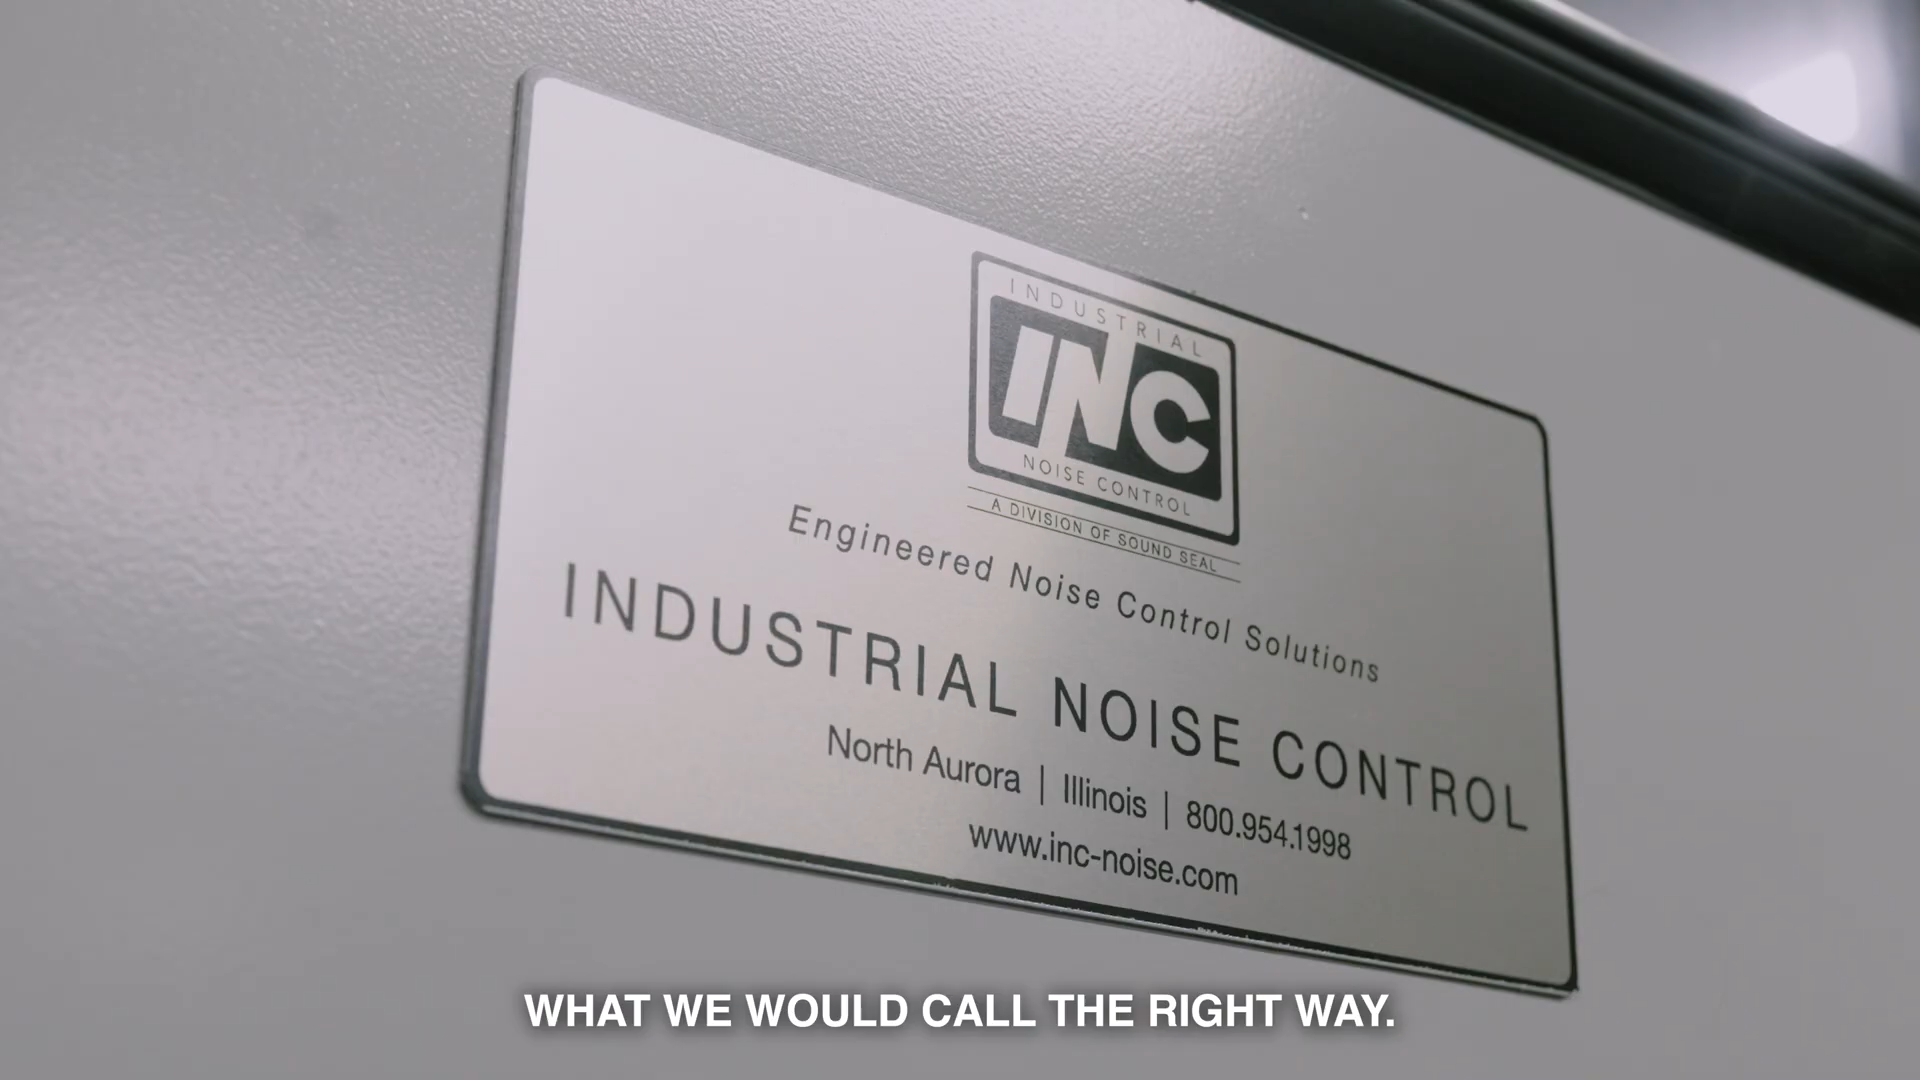 INDUSTRIAL
INC
NOISE CONTROL
A DIVISION OF SOUND SEAL
Engineered Noise Control Solutions
INDUSTRIAL NOISE CONTROL
North Aurora | Illinois | 800.954.1998
www.inc-noise.com
WHAT WE WOULD CALL THE RIGHT WAY.